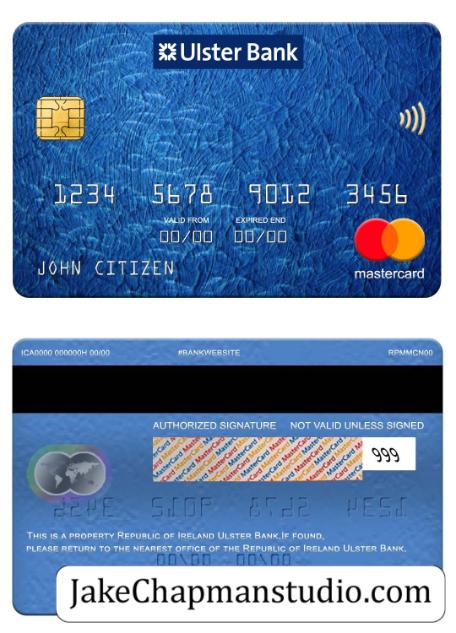 Ulster Bank
1234 5678 9012 3456
VALID FROM EXPIRED END
00/00 00/00
JOHN CITIZEN
mastercard
ICA0000 000000H 00/00 #BANKWEBSITE RPMMCN00
AUTHORIZED SIGNATURE NOT VALID UNLESS SIGNED
999
THIS IS A PROPERTY REPUBLIC OF IRELAND ULSTER BANK.IF FOUND,
PLEASE RETURN TO THE NEAREST OFFICE OF THE REPUBLIC OF IRELAND ULSTER BANK.
JakeChapmanstudio.com